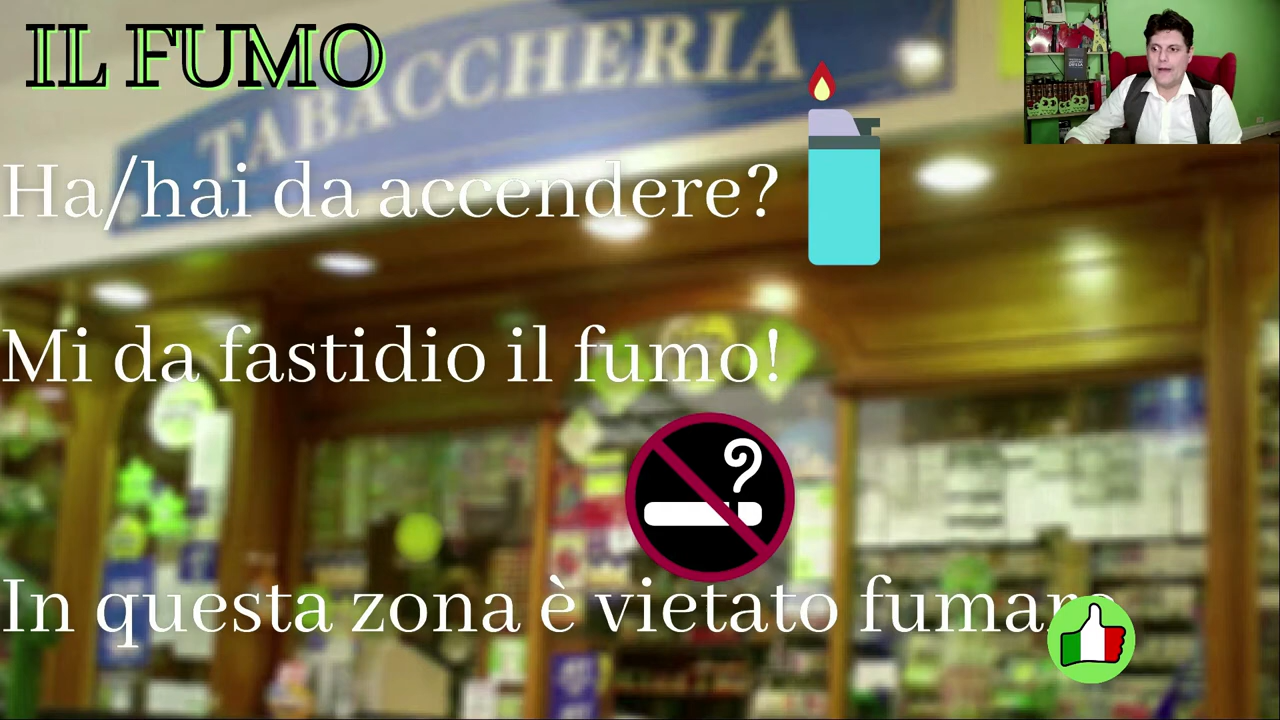 IL FUMO
TABACCHERIA
Ha/hai da accendere?
Mi da fastidio il fumo!
In questa zona è vietato fumare